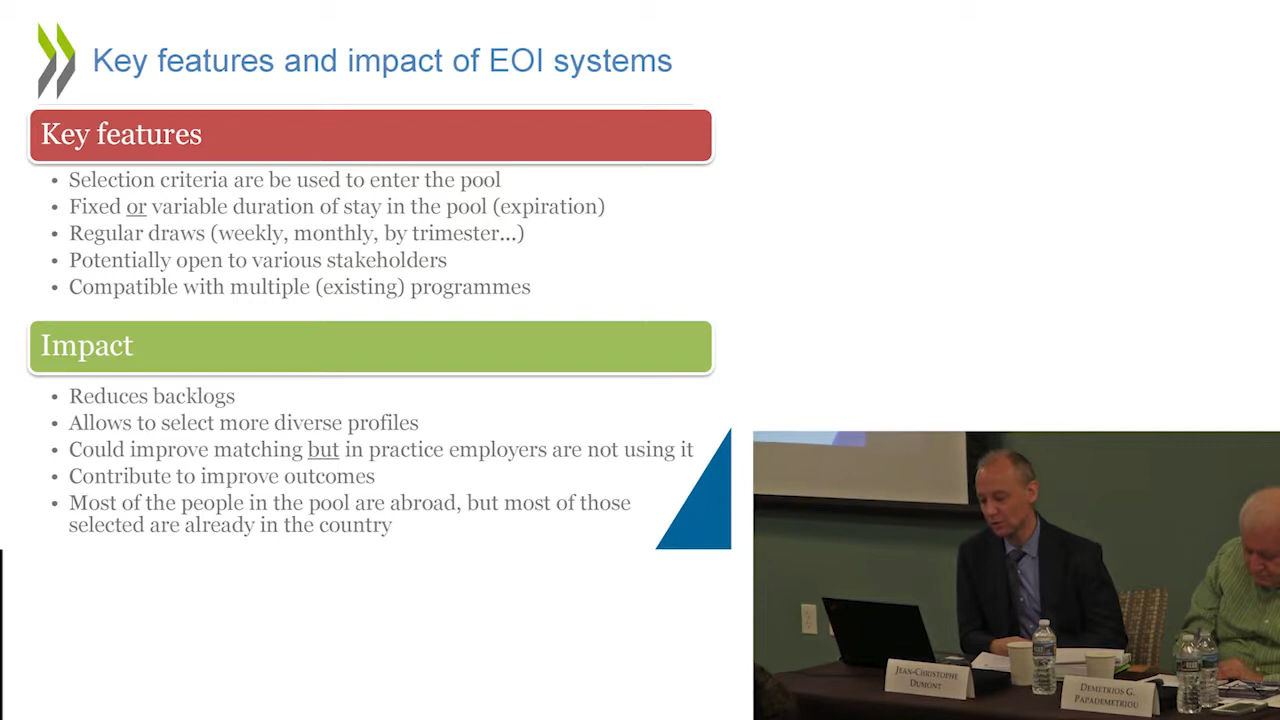 Key features and impact of EOI systems
Key features
• Selection criteria are be used to enter the pool
• Fixed or variable duration of stay in the pool (expiration)
• Regular draws (weekly, monthly, by trimester...)
• Potentially open to various stakeholders
• Compatible with multiple (existing) programmes
Impact
• Reduces backlogs
• Allows to select more diverse profiles
• Could improve matching but in practice employers are not using it
• Contribute to improve outcomes
• Most of the people in the pool are abroad, but most of those
selected are already in the country
JEAN-CHRISTOPHE
DUMONT
DEMETRIOS G.
PAPADEMETRIOU